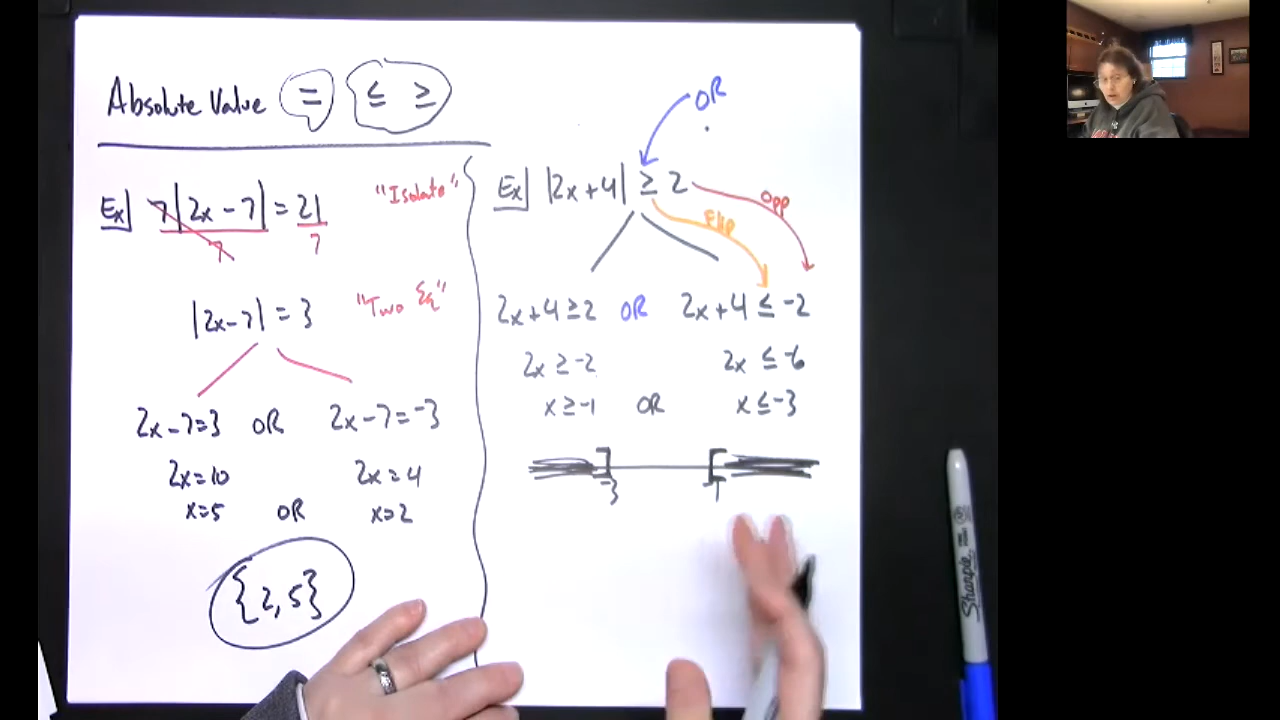 Absolute Value = ≤ ≥
Ex 7|2x-7| = 21
7 7
"Isolate"
|2x-7| = 3
"Two Eq"
2x-7=3 OR 2x-7=-3
2x=10 2x=4
x=5 OR x=2
{2,5}
OR
Ex |2x+4| ≥ 2
Flip
Opp
2x+4≥2 OR 2x+4≤-2
2x≥-2 2x≤-6
x≥-1 OR x≤-3
] [
-3 -1
Sharpie